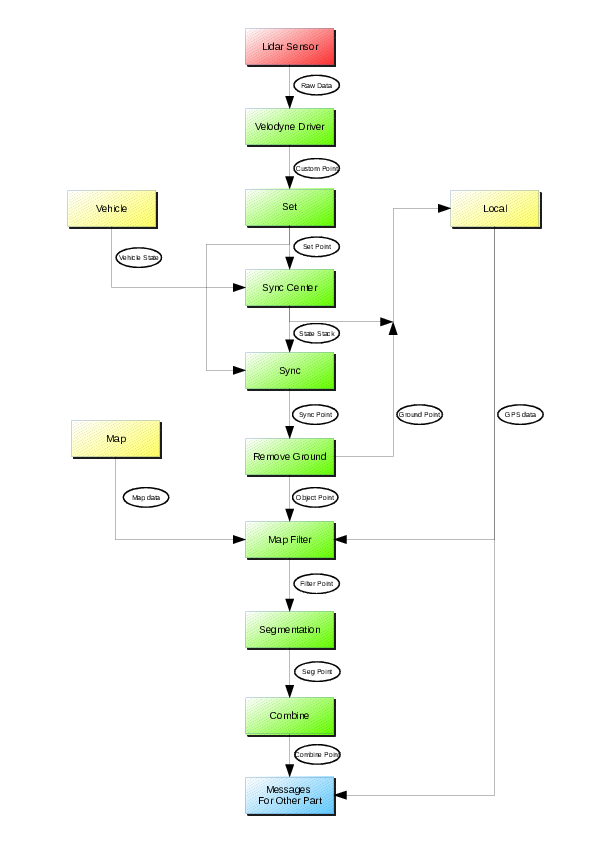 Lidar Sensor
Raw Data
Velodyne Driver
Custom Point
Set
Vehicle
Local
Set Point
Vehicle State
Sync Center
State Stack
Sync
Sync Point
Ground Point
GPS data
Map
Remove Ground
Map data
Object Point
Map Filter
Filter Point
Segmentation
Seg Point
Combine
Combine Point
Messages
For Other Part